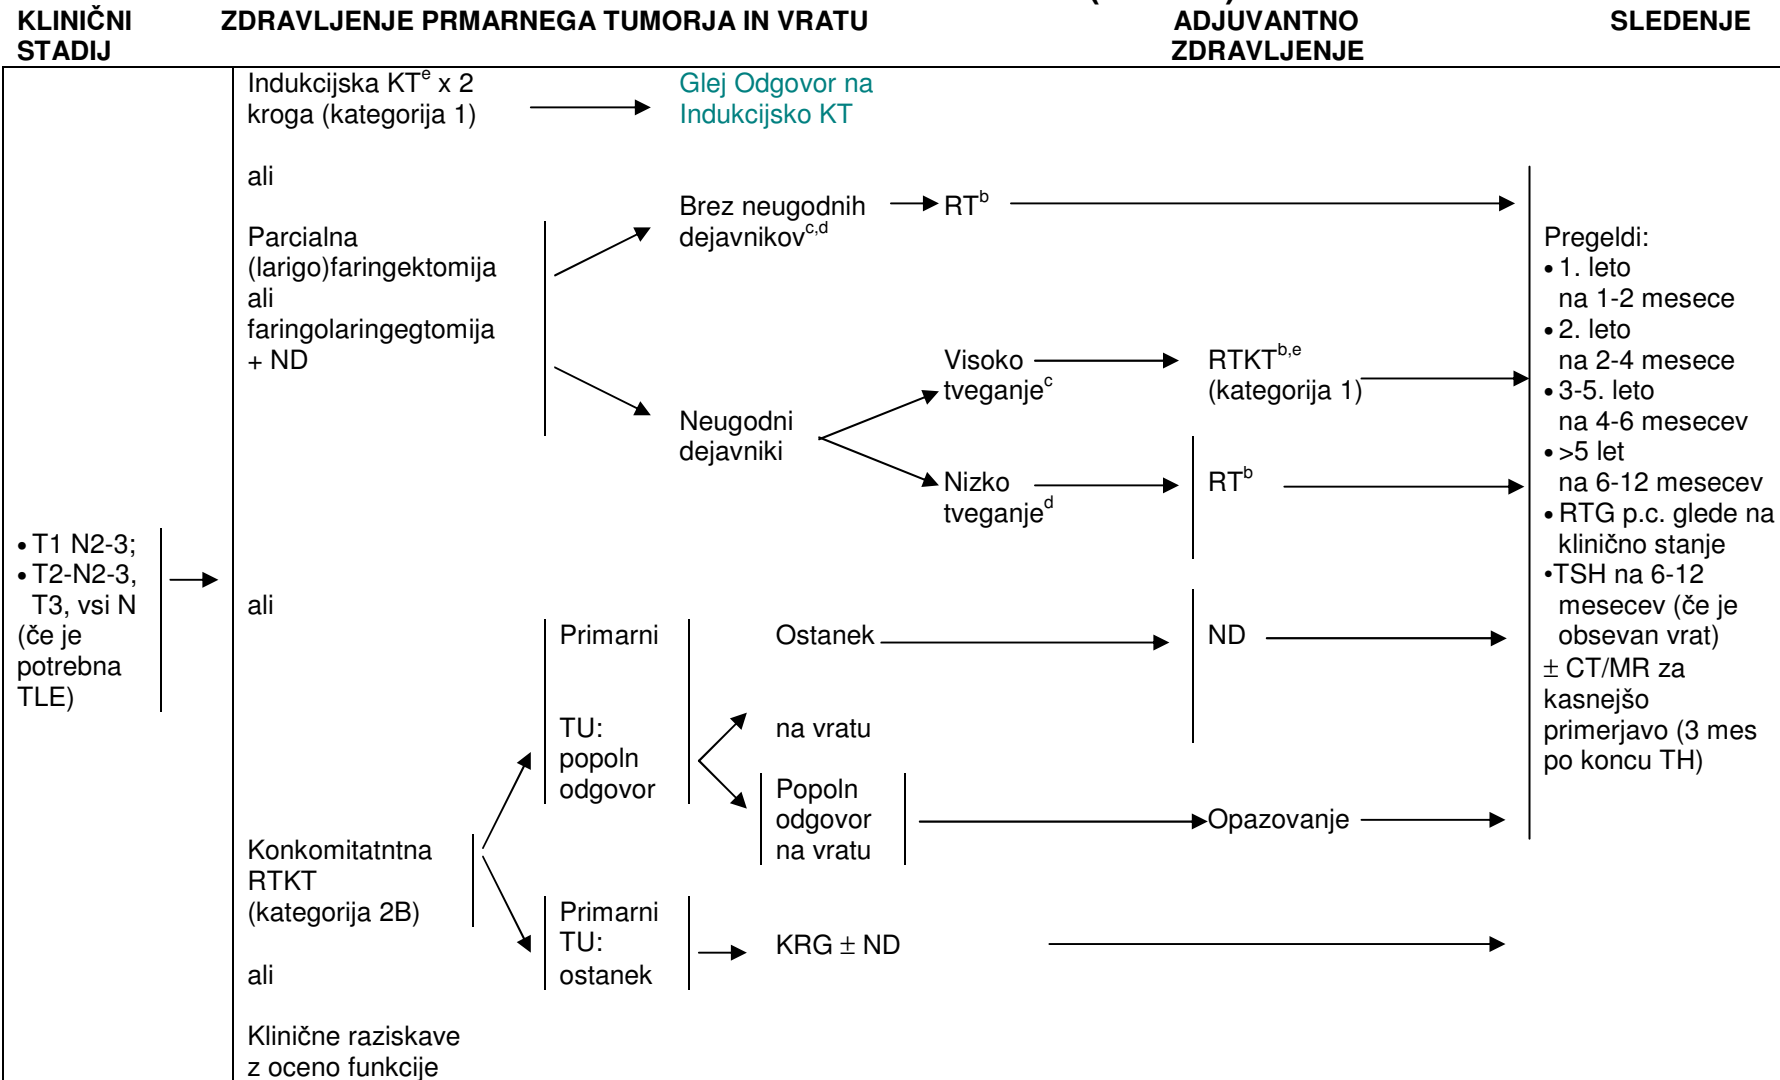 KLINIČNI
STADIJ
ZDRAVLJENJE PRMARNEGA TUMORJA IN VRATU
ADJUVANTNO
ZDRAVLJENJE
SLEDENJE
• T1 N2-3;
• T2-N2-3,
T3, vsi N
(če je
potrebna
TLE)
Indukcijska KTe x 2
kroga (kategorija 1)
Glej Odgovor na
Indukcijsko KT
ali
Parcialna
(larigo)faringektomija
ali
faringolaringegtomija
+ ND
Brez neugodnih
dejavnikovc,d
RTb
Neugodni
dejavniki
Visoko
tveganjec
RTKTb,e
(kategorija 1)
Nizko
tveganjed
RTb
ali
Konkomitatntna
RTKT
(kategorija 2B)
Primarni
TU:
popoln
odgovor
Ostanek
na vratu
ND
Popoln
odgovor
na vratu
Opazovanje
Primarni
TU:
ostanek
KRG ± ND
ali
Klinične raziskave
z oceno funkcije
Pregeldi:
• 1. leto
na 1-2 mesece
• 2. leto
na 2-4 mesece
• 3-5. leto
na 4-6 mesecev
• >5 let
na 6-12 mesecev
• RTG p.c. glede na
klinično stanje
•TSH na 6-12
mesecev (če je
obsevan vrat)
± CT/MR za
kasnejšo
primerjavo (3 mes
po koncu TH)